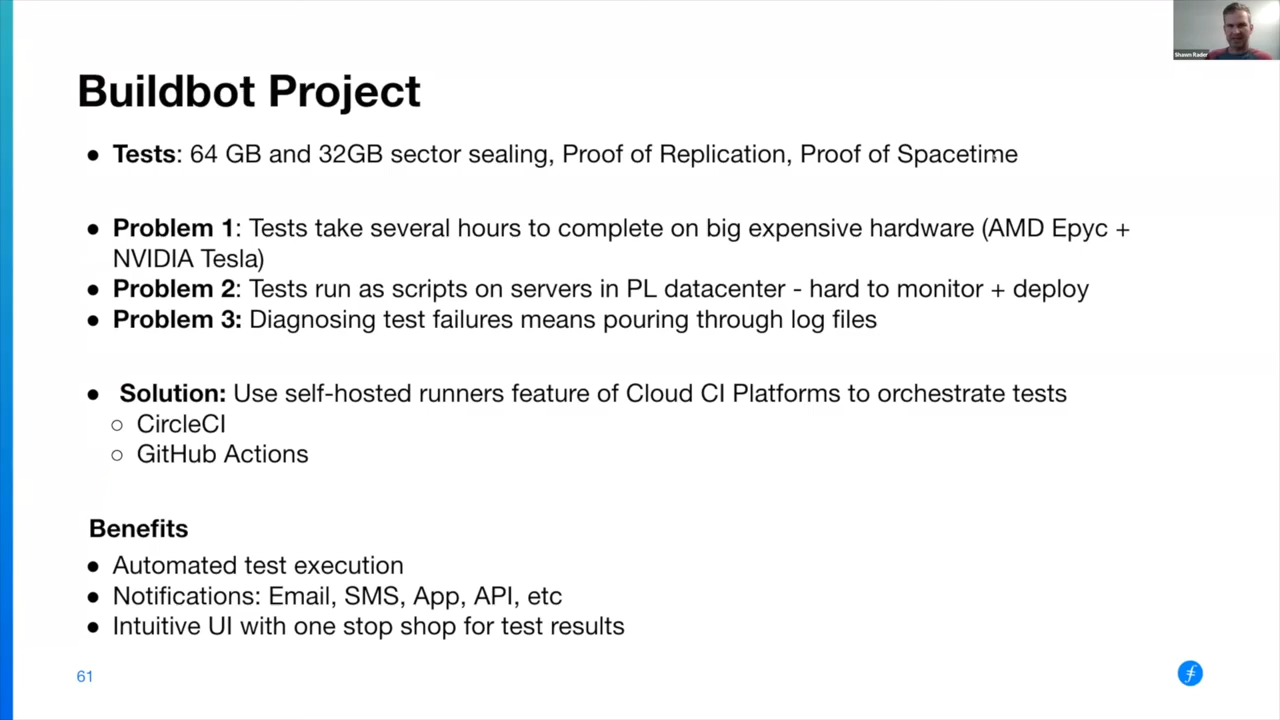 Shawn Rader
Buildbot Project
● Tests: 64 GB and 32GB sector sealing, Proof of Replication, Proof of Spacetime
● Problem 1: Tests take several hours to complete on big expensive hardware (AMD Epyc +
NVIDIA Tesla)
● Problem 2: Tests run as scripts on servers in PL datacenter - hard to monitor + deploy
● Problem 3: Diagnosing test failures means pouring through log files
● Solution: Use self-hosted runners feature of Cloud CI Platforms to orchestrate tests
○ CircleCI
○ GitHub Actions
Benefits
● Automated test execution
● Notifications: Email, SMS, App, API, etc
● Intuitive UI with one stop shop for test results
61